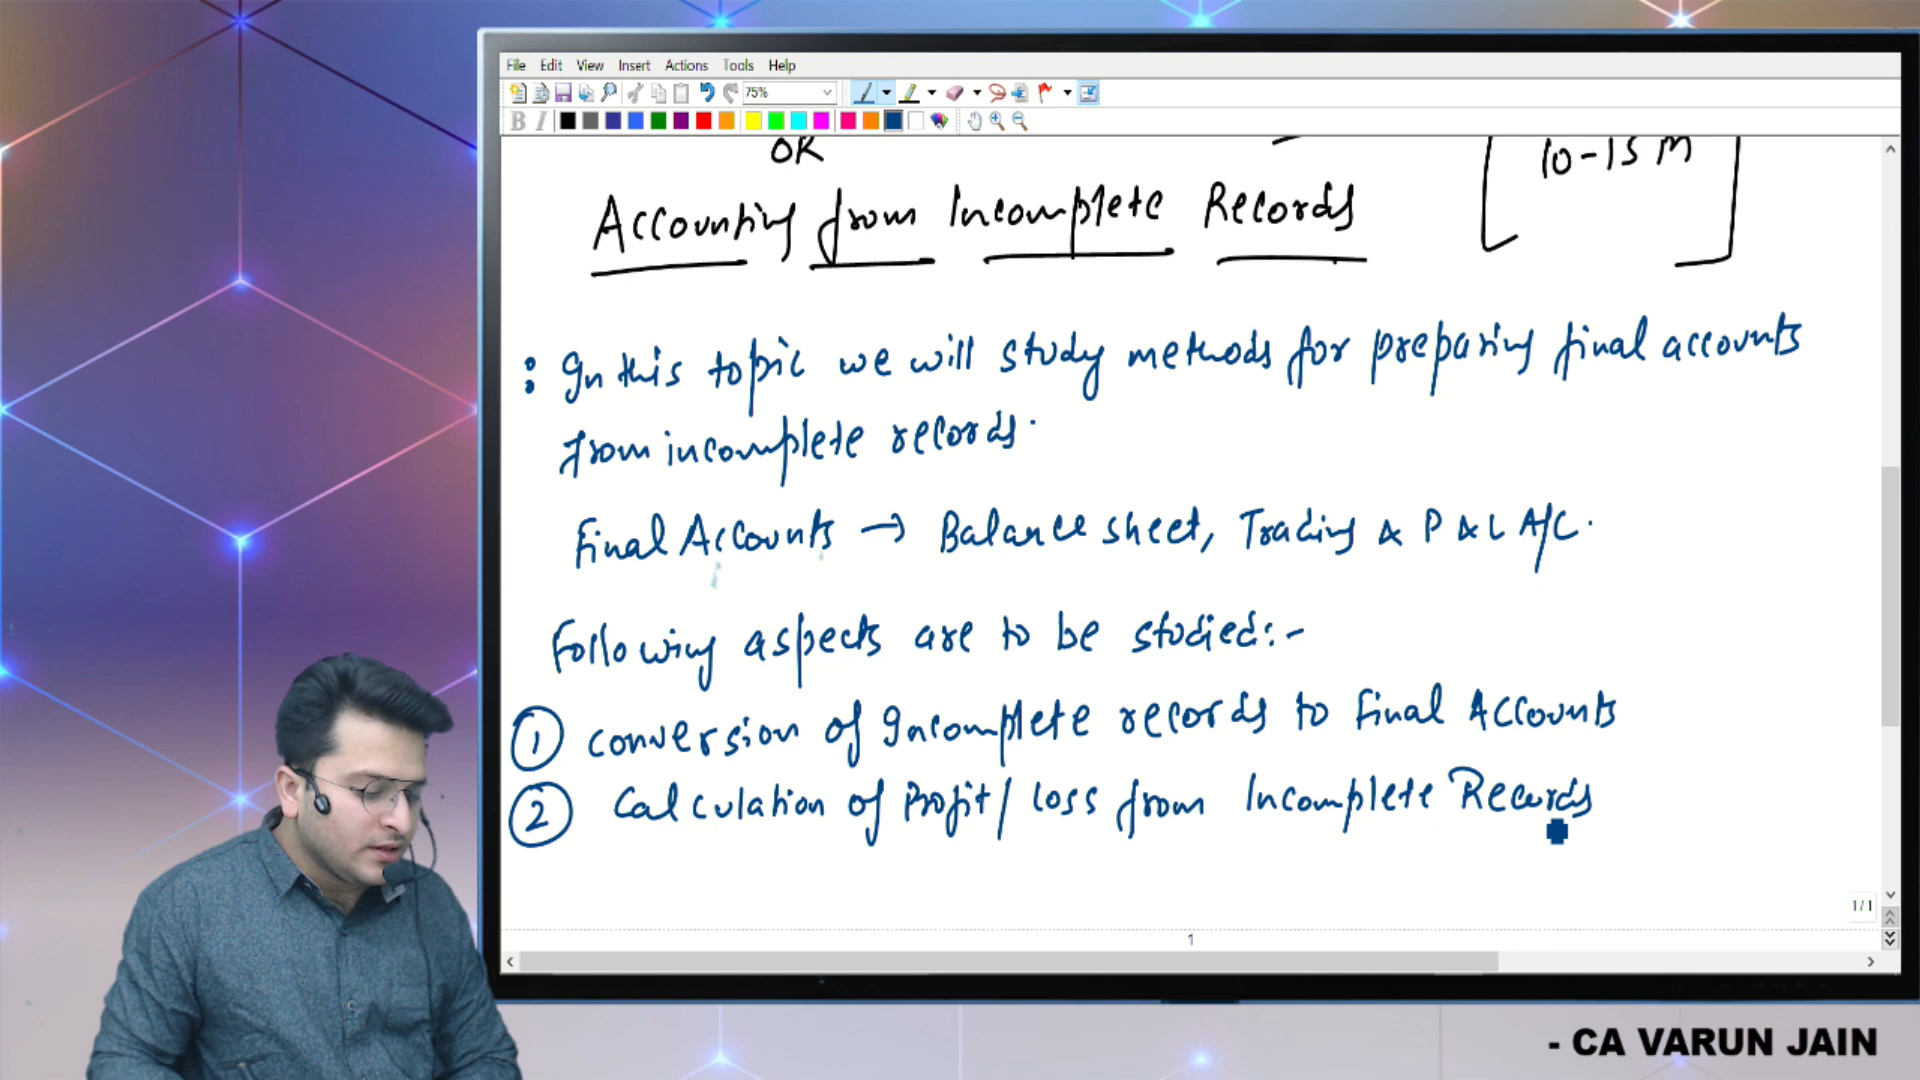 File Edit View Insert Actions Tools Help
75%
B I
OR
10-15 M
Accounting from Incomplete Records
: In this topic we will study methods for preparing final accounts
from incomplete records.
Final Accounts → Balance sheet, Trading & P & L A/C.
Following aspects are to be studied:-
① Conversion of Incomplete records to Final Accounts
② Calculation of Profit/Loss from Incomplete Records
1/1
1
- CA VARUN JAIN